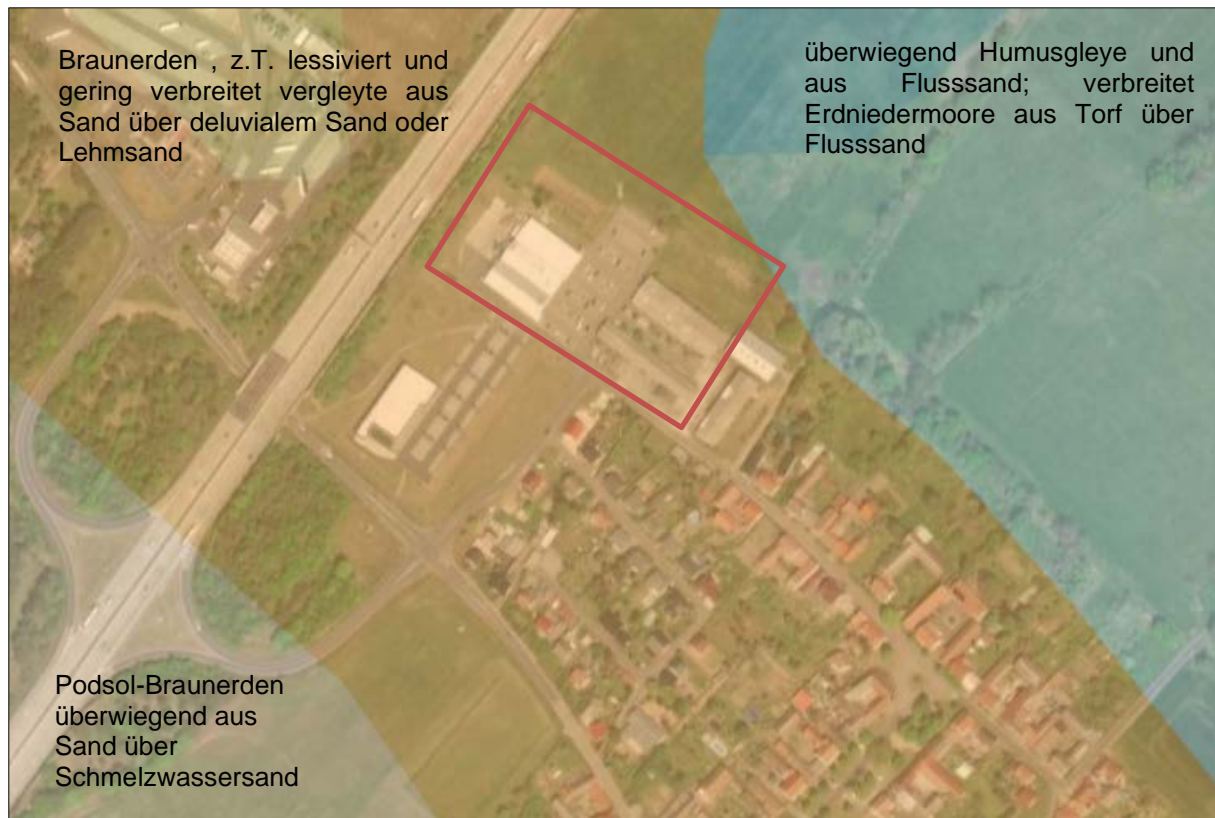 Braunerden , z.T. lessiviert und
gering verbreitet vergleyte aus
Sand über deluvialem Sand oder
Lehmsand
überwiegend Humusgleye und
aus Flusssand; verbreitet
Erdniedermoore aus Torf über
Flusssand
Podsol-Braunerden
überwiegend aus
Sand über
Schmelzwassersand